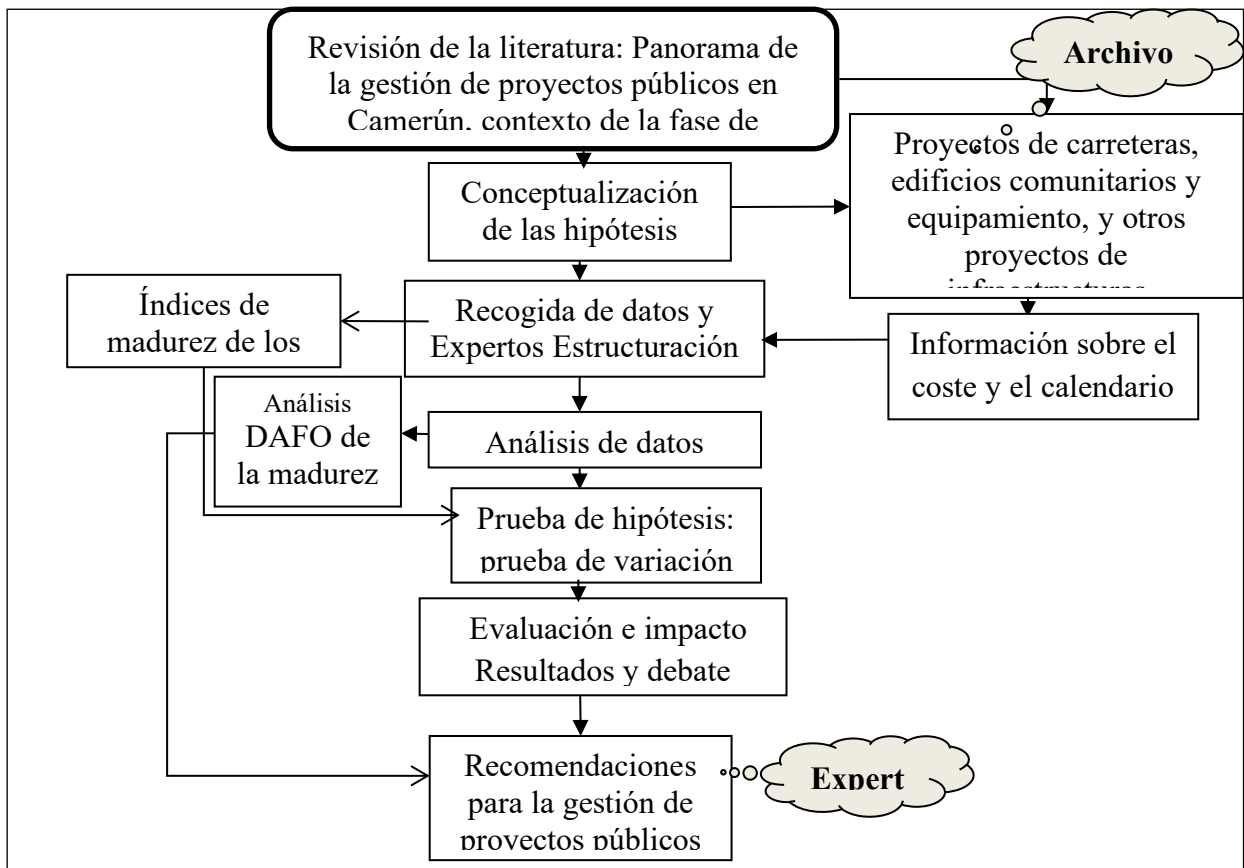 Revisión de la literatura: Panorama de
la gestión de proyectos públicos en
Camerún, contexto de la fase de
Archivo
Proyectos de carreteras,
edificios comunitarios y
equipamiento, y otros
proyectos de
infraestructuras
Conceptualización
de las hipótesis
Índices de
madurez de los
Recogida de datos y
Expertos Estructuración
Información sobre el
coste y el calendario
Análisis
DAFO de
la madurez
Análisis de datos
Prueba de hipótesis:
prueba de variación
Evaluación e impacto
Resultados y debate
Recomendaciones
para la gestión de
proyectos públicos
Expert